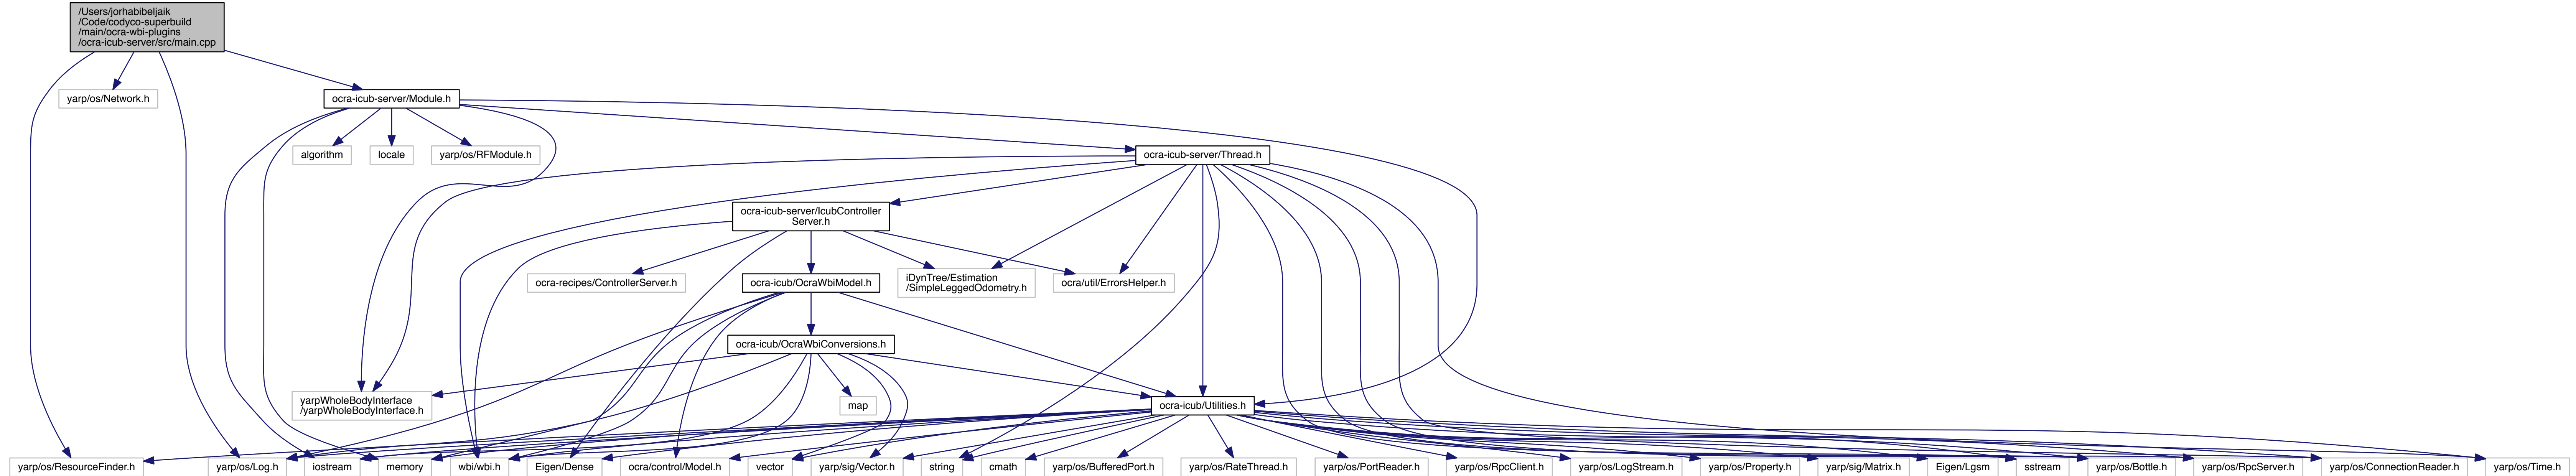 /Users/jorhabibeljaik
/Code/codyco-superbuild
/main/ocra-wbi-plugins
/ocra-icub-server/src/main.cpp
yarp/os/Network.h
ocra-icub-server/Module.h
algorithm
locale
yarp/os/RFModule.h
ocra-icub-server/Thread.h
ocra-icub-server/IcubController
Server.h
ocra-recipes/ControllerServer.h
ocra-icub/OcraWbiModel.h
iDynTree/Estimation
/SimpleLeggedOdometry.h
ocra/util/ErrorsHelper.h
ocra-icub/OcraWbiConversions.h
yarpWholeBodyInterface
/yarpWholeBodyInterface.h
map
ocra-icub/Utilities.h
yarp/os/ResourceFinder.h
yarp/os/Log.h
iostream
memory
wbi/wbi.h
Eigen/Dense
ocra/control/Model.h
vector
yarp/sig/Vector.h
string
cmath
yarp/os/BufferedPort.h
yarp/os/RateThread.h
yarp/os/PortReader.h
yarp/os/RpcClient.h
yarp/os/LogStream.h
yarp/os/Property.h
yarp/sig/Matrix.h
Eigen/Lgsm
sstream
yarp/os/Bottle.h
yarp/os/RpcServer.h
yarp/os/ConnectionReader.h
yarp/os/Time.h